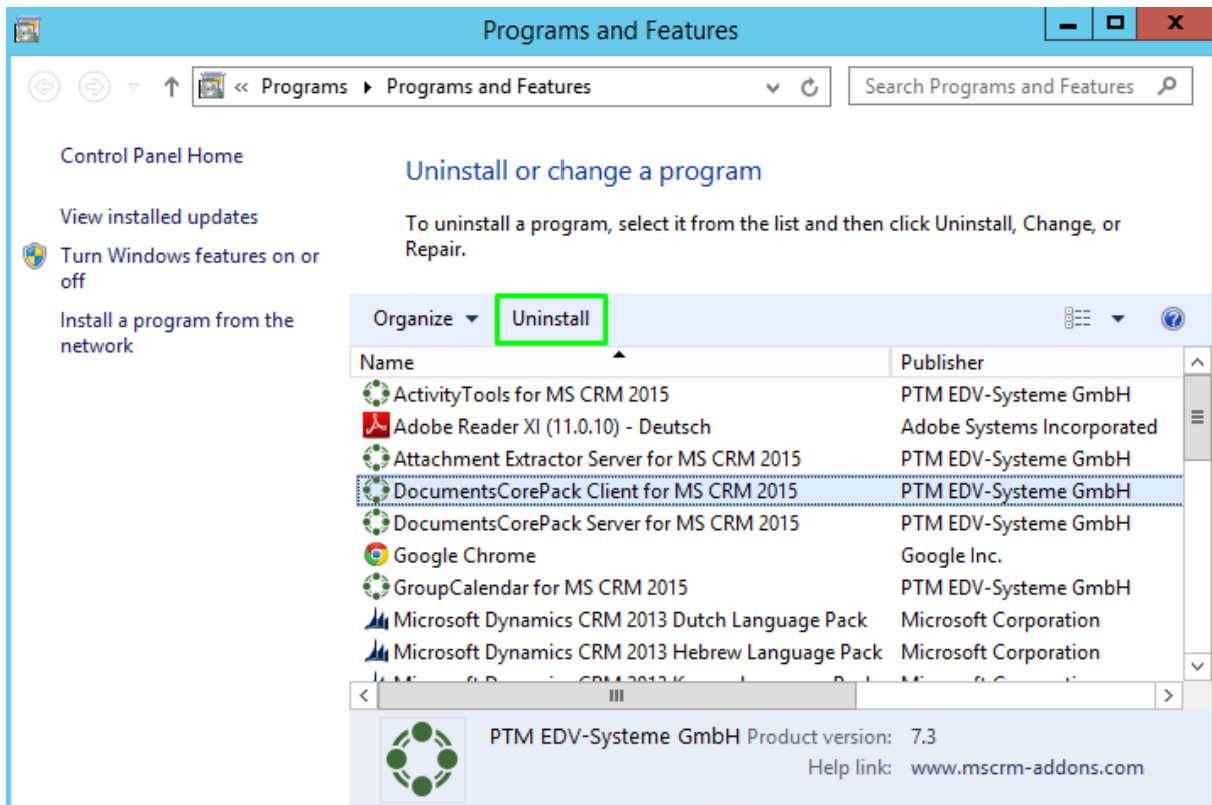 Programs and Features
« Programs Programs and Features
Search Programs and Features
Control Panel Home
View installed updates
Turn Windows features on or
off
Install a program from the
network
Uninstall or change a program
To uninstall a program, select it from the list and then click Uninstall, Change, or
Repair.
Organize Uninstall
Name Publisher
ActivityTools for MS CRM 2015 PTM EDV-Systeme GmbH
Adobe Reader XI (11.0.10) - Deutsch Adobe Systems Incorporated
Attachment Extractor Server for MS CRM 2015 PTM EDV-Systeme GmbH
DocumentsCorePack Client for MS CRM 2015 PTM EDV-Systeme GmbH
DocumentsCorePack Server for MS CRM 2015 PTM EDV-Systeme GmbH
Google Chrome Google Inc.
GroupCalendar for MS CRM 2015 PTM EDV-Systeme GmbH
Microsoft Dynamics CRM 2013 Dutch Language Pack Microsoft Corporation
Microsoft Dynamics CRM 2013 Hebrew Language Pack Microsoft Corporation
PTM EDV-Systeme GmbH Product version: 7.3
Help link: www.mscrm-addons.com